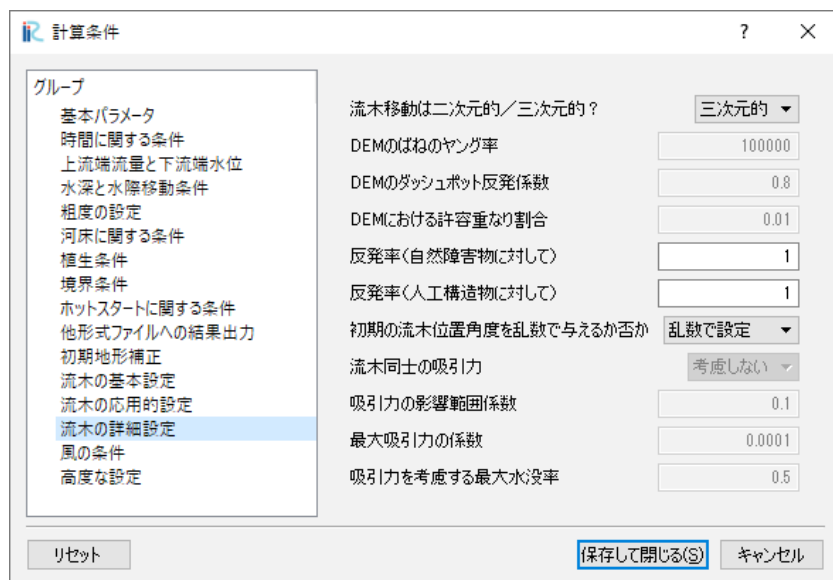 iRC 計算条件
?
グループ
基本パラメータ
時間に関する条件
上流端流量と下流端水位
水深と水際移動条件
粗度の設定
河床に関する条件
植生条件
境界条件
ホットスタートに関する条件
他形式ファイルへの結果出力
初期地形補正
流木の基本設定
流木の応用的設定
流木の詳細設定
風の条件
高度な設定
流木移動は二次元的/三次元的? 三次元的
DEMのばねのヤング率 100000
DEMのダッシュポット反発係数 0.8
DEMにおける許容重なり割合 0.01
反発率(自然障害物に対して) 1
反発率(人工構造物に対して) 1
初期の流木位置角度を乱数で与えるか否か 乱数で設定
流木同士の吸引力 考慮しない
吸引力の影響範囲係数 0.1
最大吸引力の係数 0.0001
吸引力を考慮する最大水没率 0.5
リセット 保存して閉じる(S) キャンセル